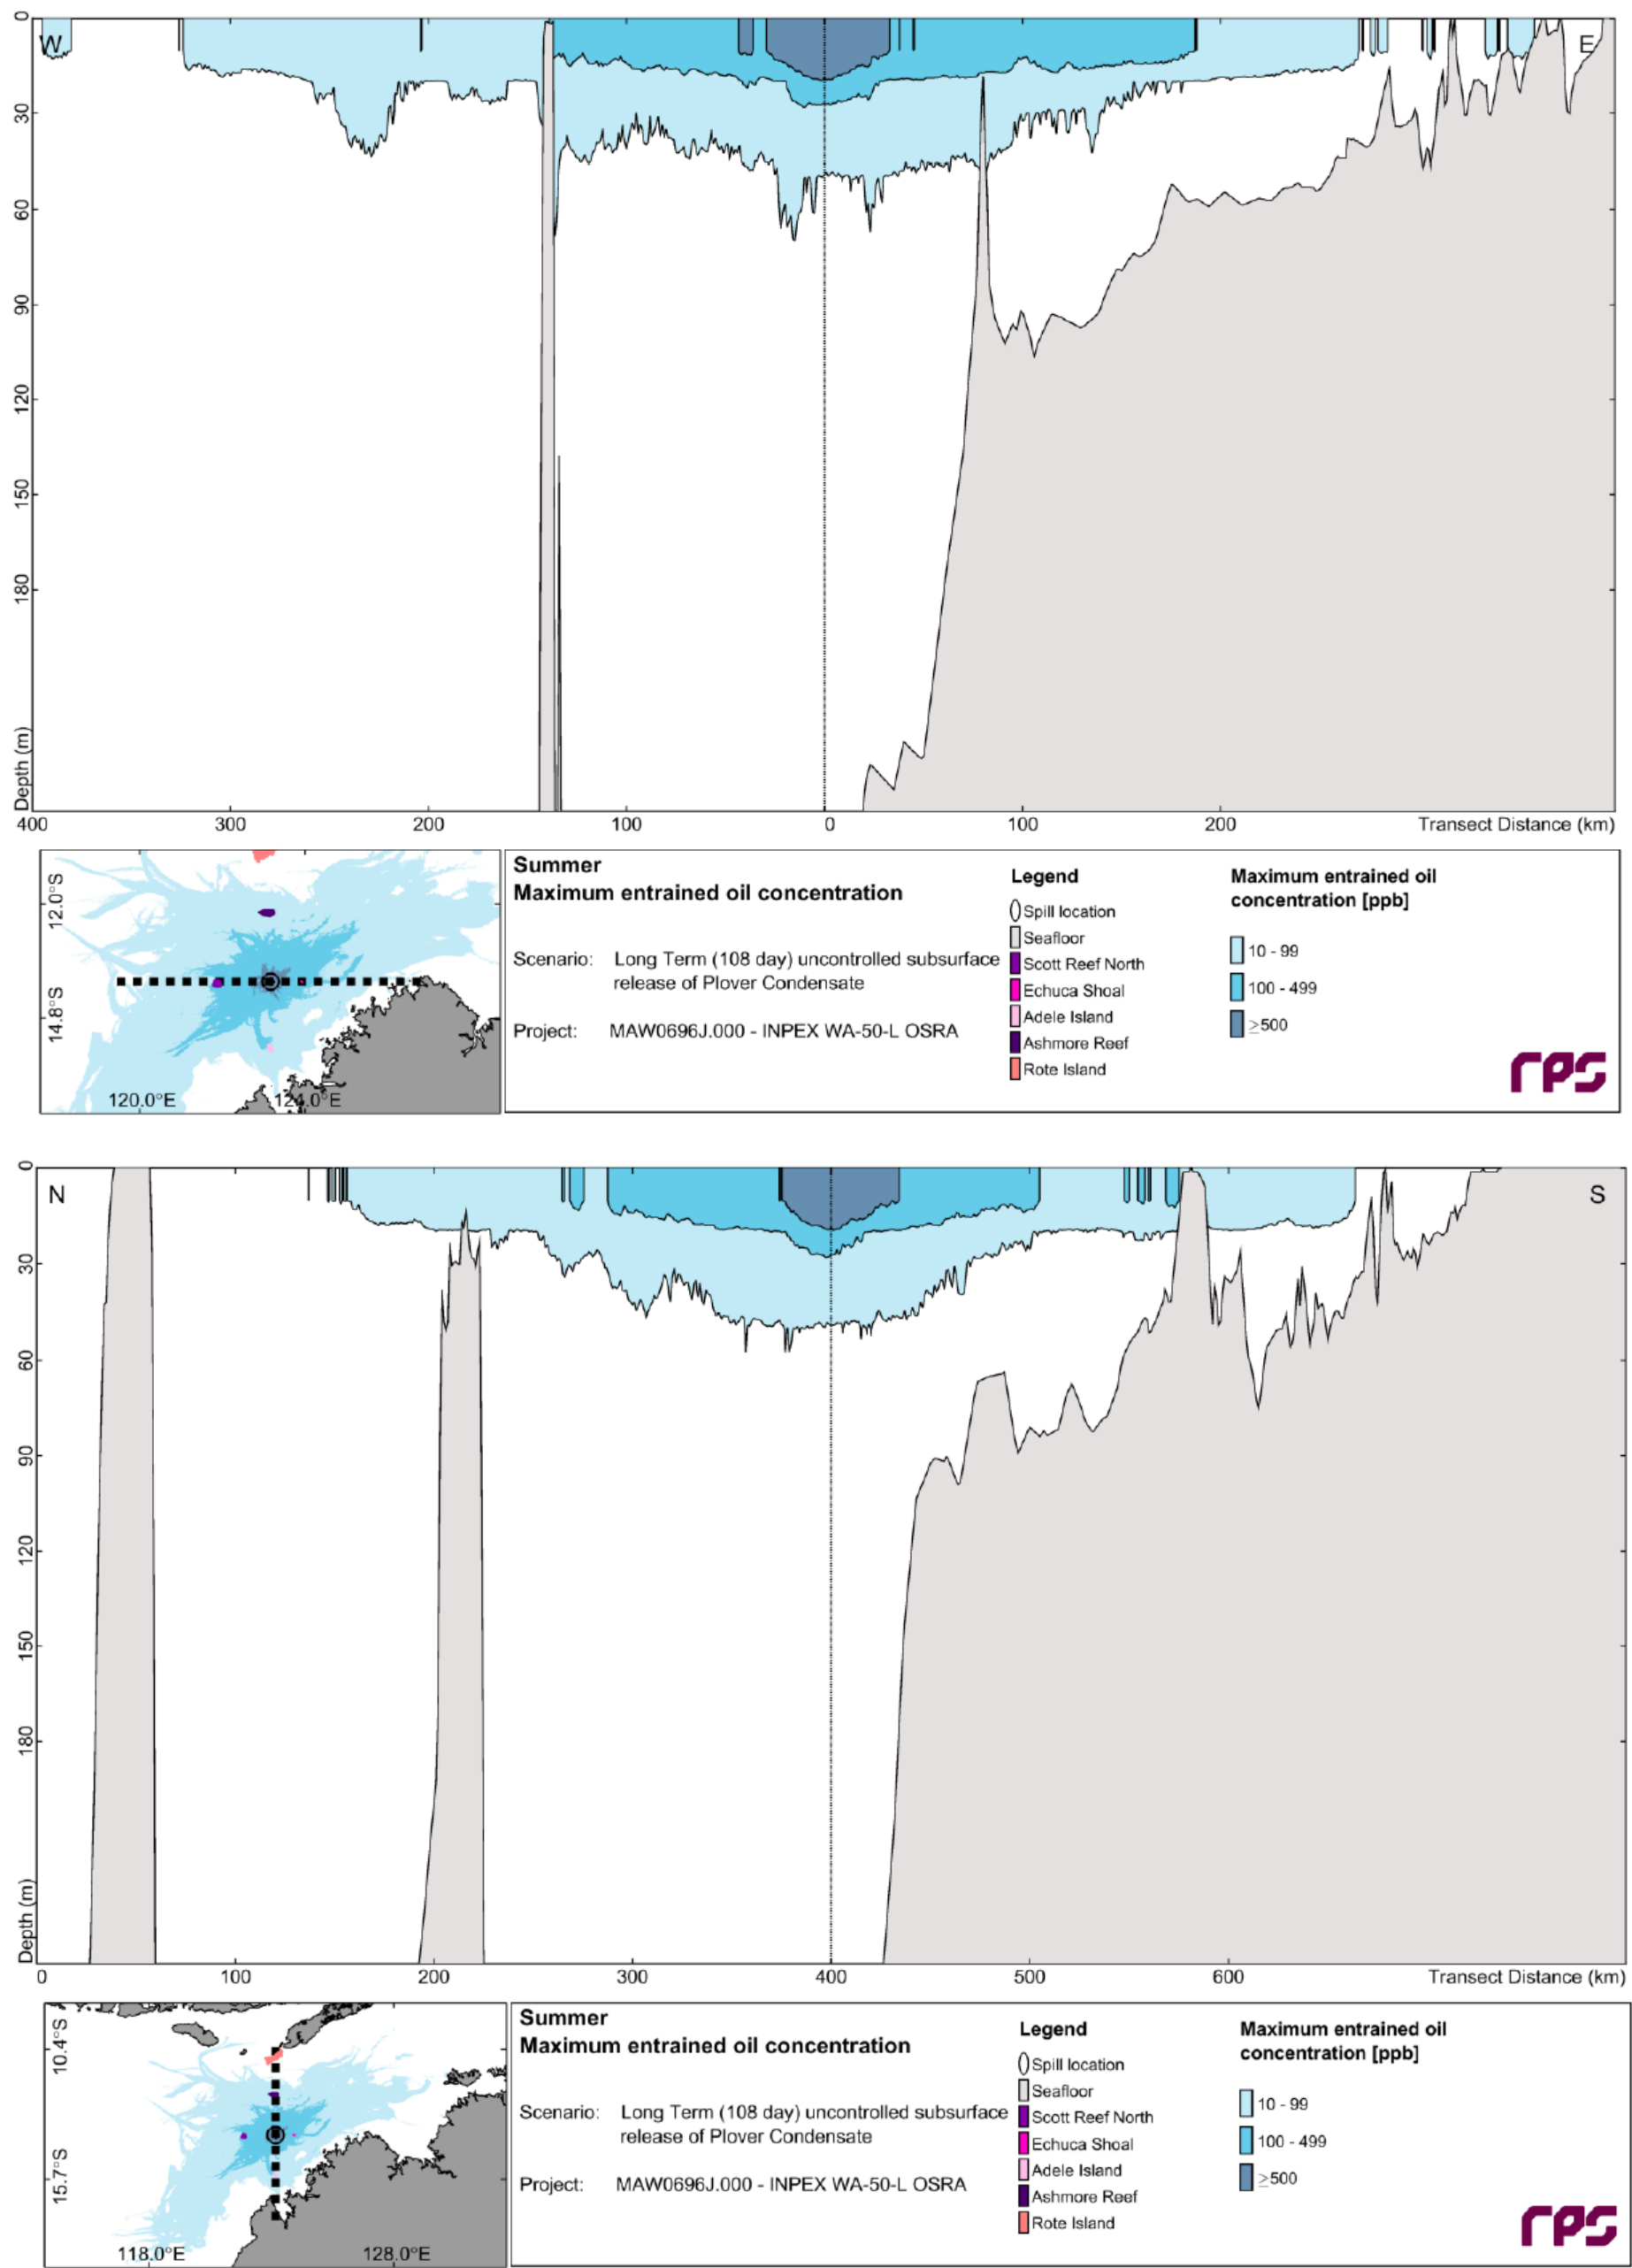 0
W
E
30
60
90
120
150
180
Depth (m)
400
300
200
100
0
100
200
Transect Distance (km)
12.0°S
14.8°S
120.0°E
124.0°E
Summer
Maximum entrained oil concentration
Scenario: Long Term (108 day) uncontrolled subsurface
release of Plover Condensate
Project: MAW0696J.000 - INPEX WA-50-L OSRA
Legend
Spill location
Seafloor
Scott Reef North
Echuca Shoal
Adele Island
Ashmore Reef
Rote Island
Maximum entrained oil
concentration [ppb]
10 - 99
100 - 499
≥500
rps
0
N
S
30
60
90
120
150
180
Depth (m)
0
100
200
300
400
500
600
Transect Distance (km)
10.4°S
15.7°S
118.0°E
128.0°E
Summer
Maximum entrained oil concentration
Scenario: Long Term (108 day) uncontrolled subsurface
release of Plover Condensate
Project: MAW0696J.000 - INPEX WA-50-L OSRA
Legend
Spill location
Seafloor
Scott Reef North
Echuca Shoal
Adele Island
Ashmore Reef
Rote Island
Maximum entrained oil
concentration [ppb]
10 - 99
100 - 499
≥500
rps